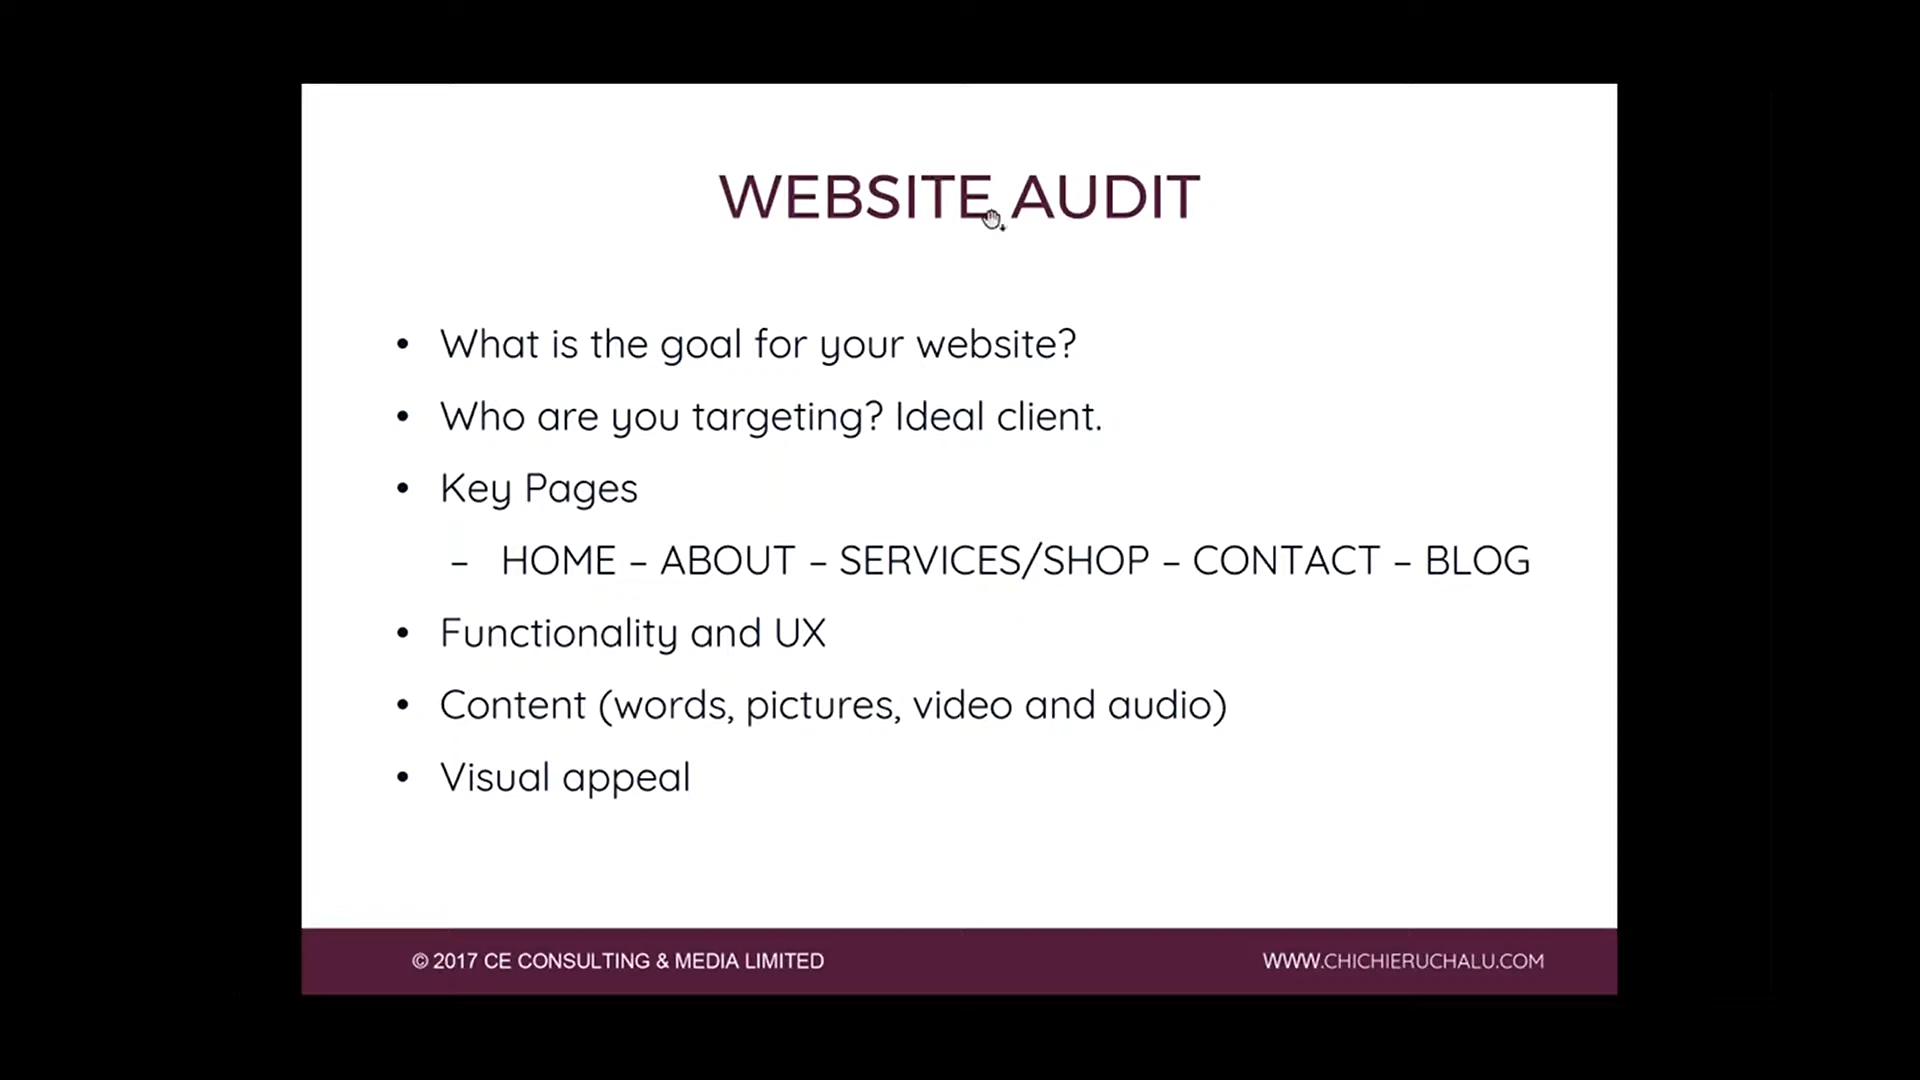 WEBSITE AUDIT
• What is the goal for your website?
• Who are you targeting? Ideal client.
• Key Pages
– HOME – ABOUT – SERVICES/SHOP – CONTACT – BLOG
• Functionality and UX
• Content (words, pictures, video and audio)
• Visual appeal
© 2017 CE CONSULTING & MEDIA LIMITED
WWW.CHICHIERUCHALU.COM